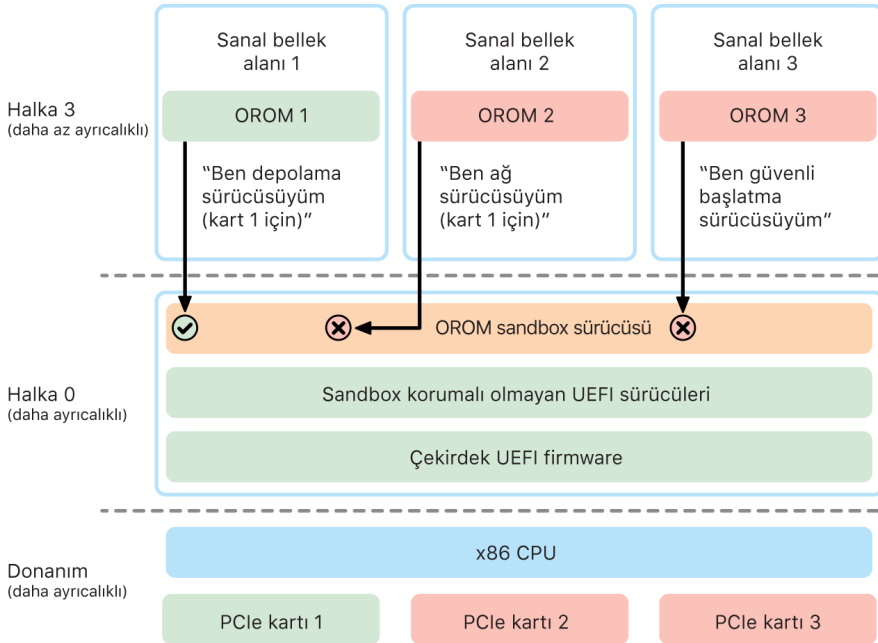 Sanal bellek
alanı 1
Sanal bellek
alanı 2
Sanal bellek
alanı 3
Halka 3
(daha az ayrıcalıklı)
OROM 1
OROM 2
OROM 3
“Ben depolama
sürücüsüyüm
(kart 1 için)”
“Ben ağ
sürücüsüyüm
(kart 1 için)”
“Ben güvenli
başlatma
sürücüsüyüm”
OROM sandbox sürücüsü
Halka 0
(daha ayrıcalıklı)
Sandbox korumalı olmayan UEFI sürücüleri
Çekirdek UEFI firmware
Donanım
(daha ayrıcalıklı)
x86 CPU
PCIe kartı 1
PCIe kartı 2
PCIe kartı 3